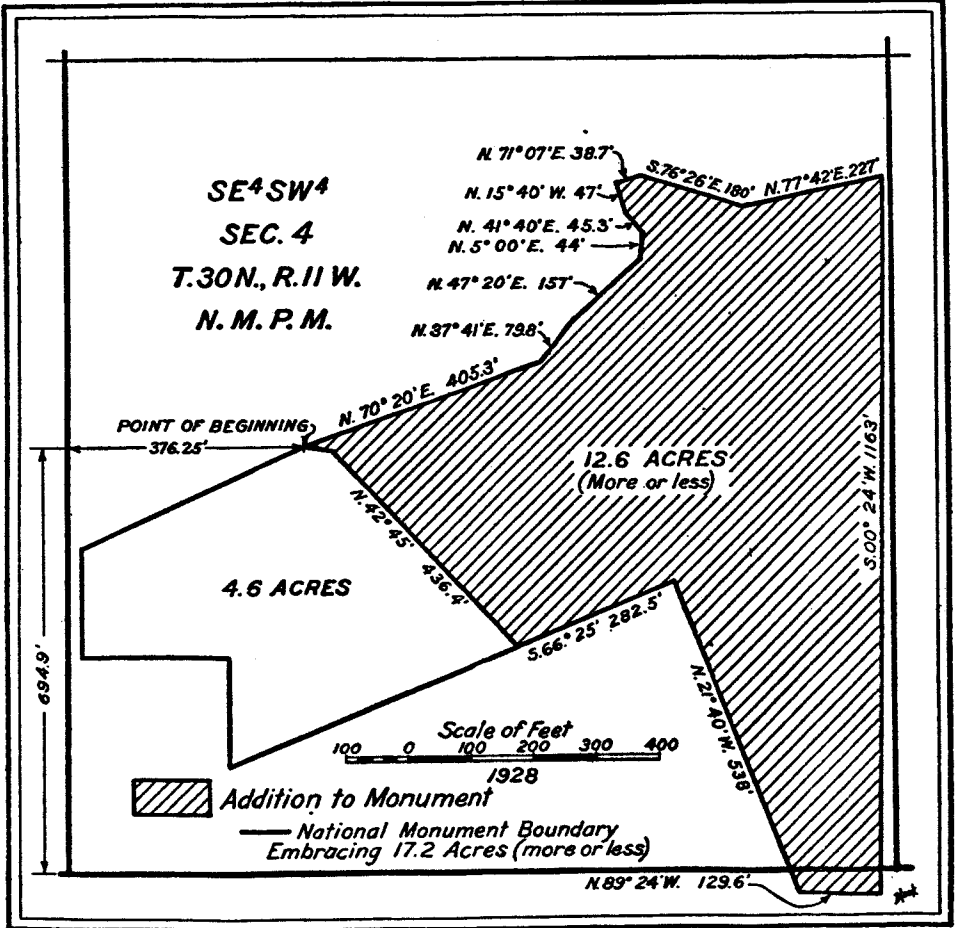 N. 71° 07' E. 38.7'
S. 76° 26' E. 180'
N. 77° 42' E. 227'
SE⁴ SW⁴
SEC. 4
T. 30 N., R. 11 W.
N. M. P. M.
N. 15° 40' W. 47'
N. 41° 40' E. 45.3'
N. 5° 00' E. 44'
N. 47° 20' E. 157'
N. 37° 41' E. 79.8'
N. 70° 20' E. 405.3'
POINT OF BEGINNING
376.25'
12.6 ACRES
(More or less)
S. 00° 24' W. 1163'
N. 42° 45' 436.4'
4.6 ACRES
S. 66° 25' 282.5'
694.9'
N. 21° 40' W. 538'
Scale of Feet
100 0 100 200 300 400
1928
Addition to Monument
National Monument Boundary
Embracing 17.2 Acres (more or less)
N. 89° 24' W. 129.6'